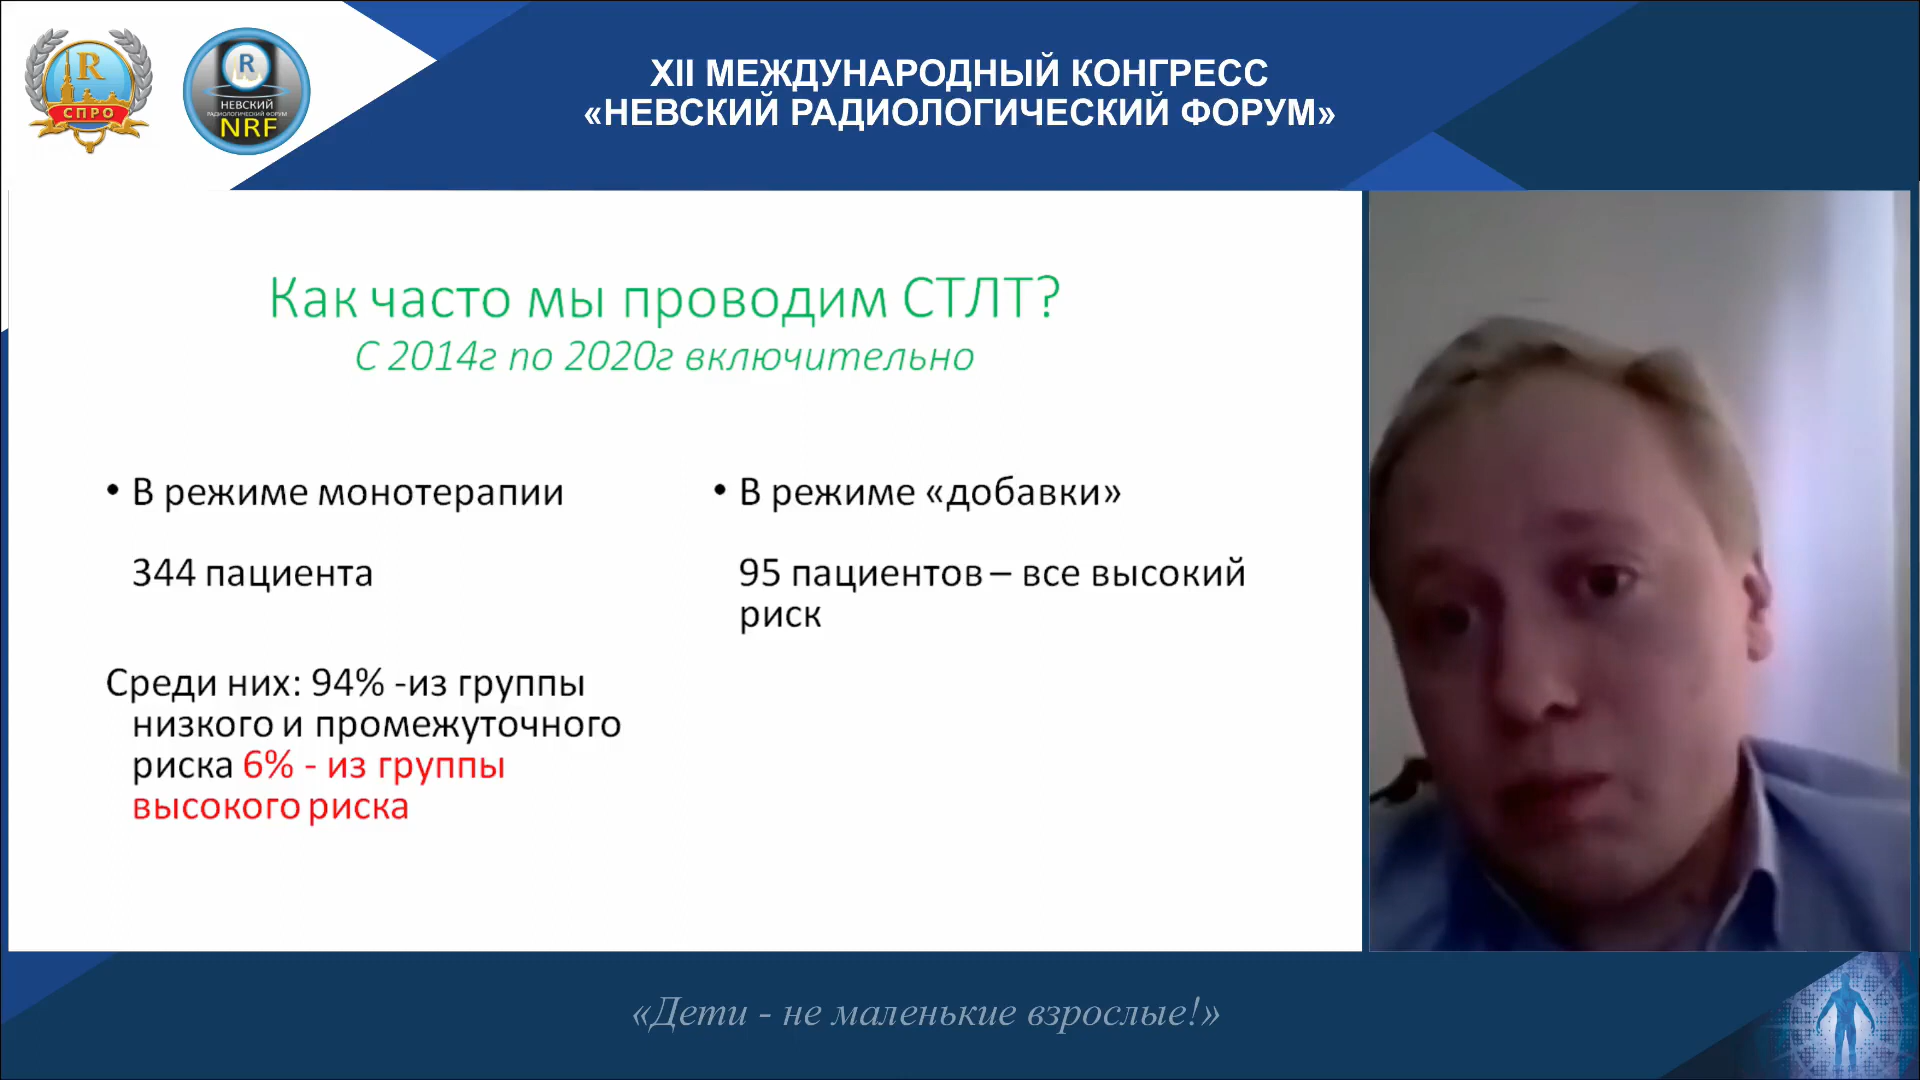 XII МЕЖДУНАРОДНЫЙ КОНГРЕСС
«НЕВСКИЙ РАДИОЛОГИЧЕСКИЙ ФОРУМ»
R
СПРО
R
НЕВСКИЙ
РАДИОЛОГИЧЕСКИЙ ФОРУМ
NRF
Как часто мы проводим СТЛТ?
С 2014г по 2020г включительно
• В режиме монотерапии
344 пациента
Среди них: 94% -из группы
низкого и промежуточного
риска 6% - из группы
высокого риска
• В режиме «добавки»
95 пациентов – все высокий
риск
«Дети - не маленькие взрослые!»